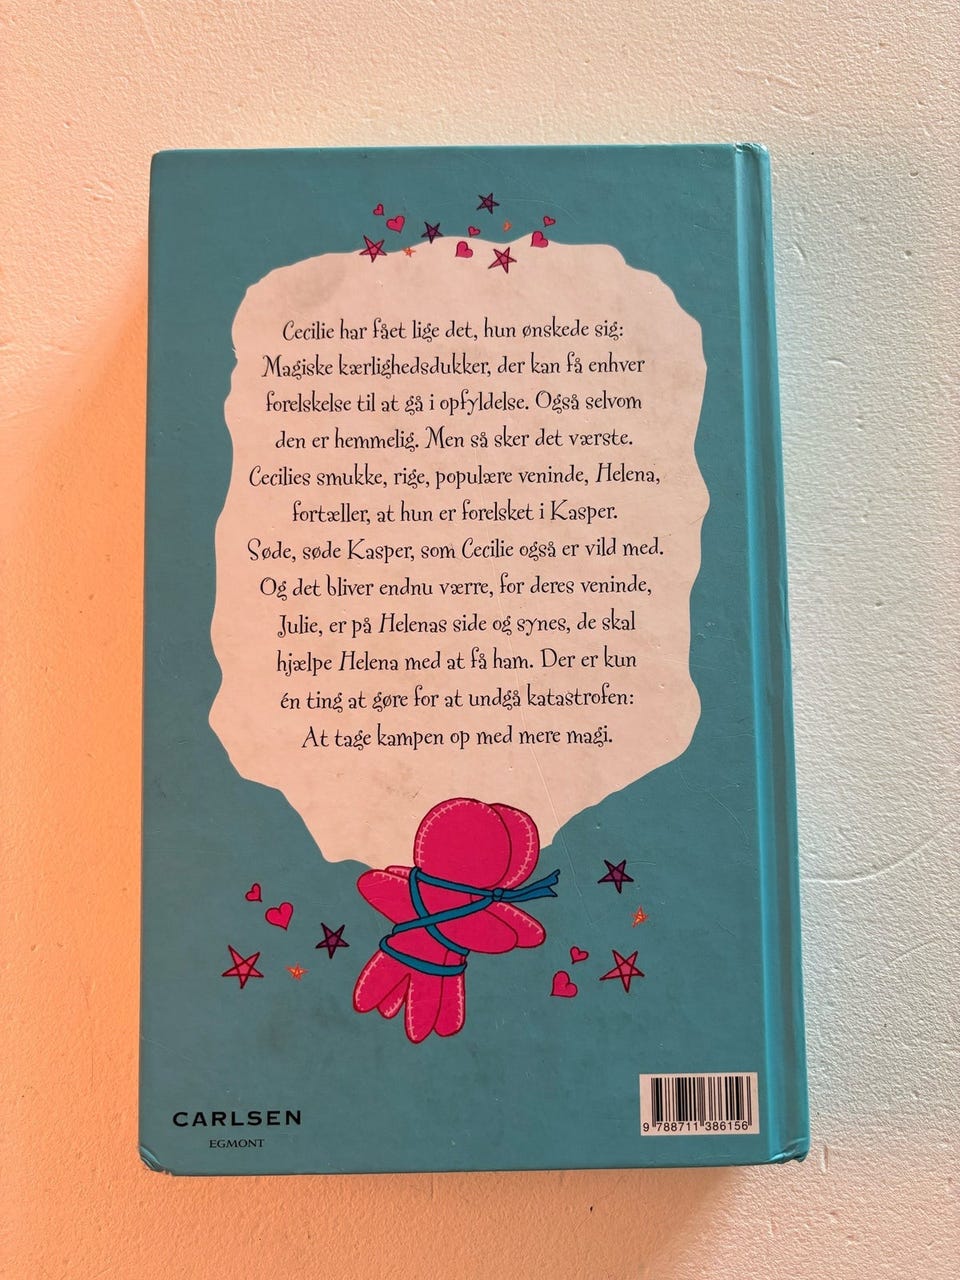 Cecilie har fået lige det, hun ønskede sig:
Magiske kærlighedsdukker, der kan få enhver
forelskelse til at gå i opfyldelse. Også selvom
den er hemmelig. Men så sker det værste.
Cecilies smukke, rige, populære veninde, Helena,
fortæller, at hun er forelsket i Kasper.
Søde, søde Kasper, som Cecilie også er vild med.
Og det bliver endnu værre, for deres veninde,
Julie, er på Helenas side og synes, de skal
hjælpe Helena med at få ham. Der er kun
én ting at gøre for at undgå katastrofen:
At tage kampen op med mere magi.
CARLSEN
EGMONT
9 788711 386156